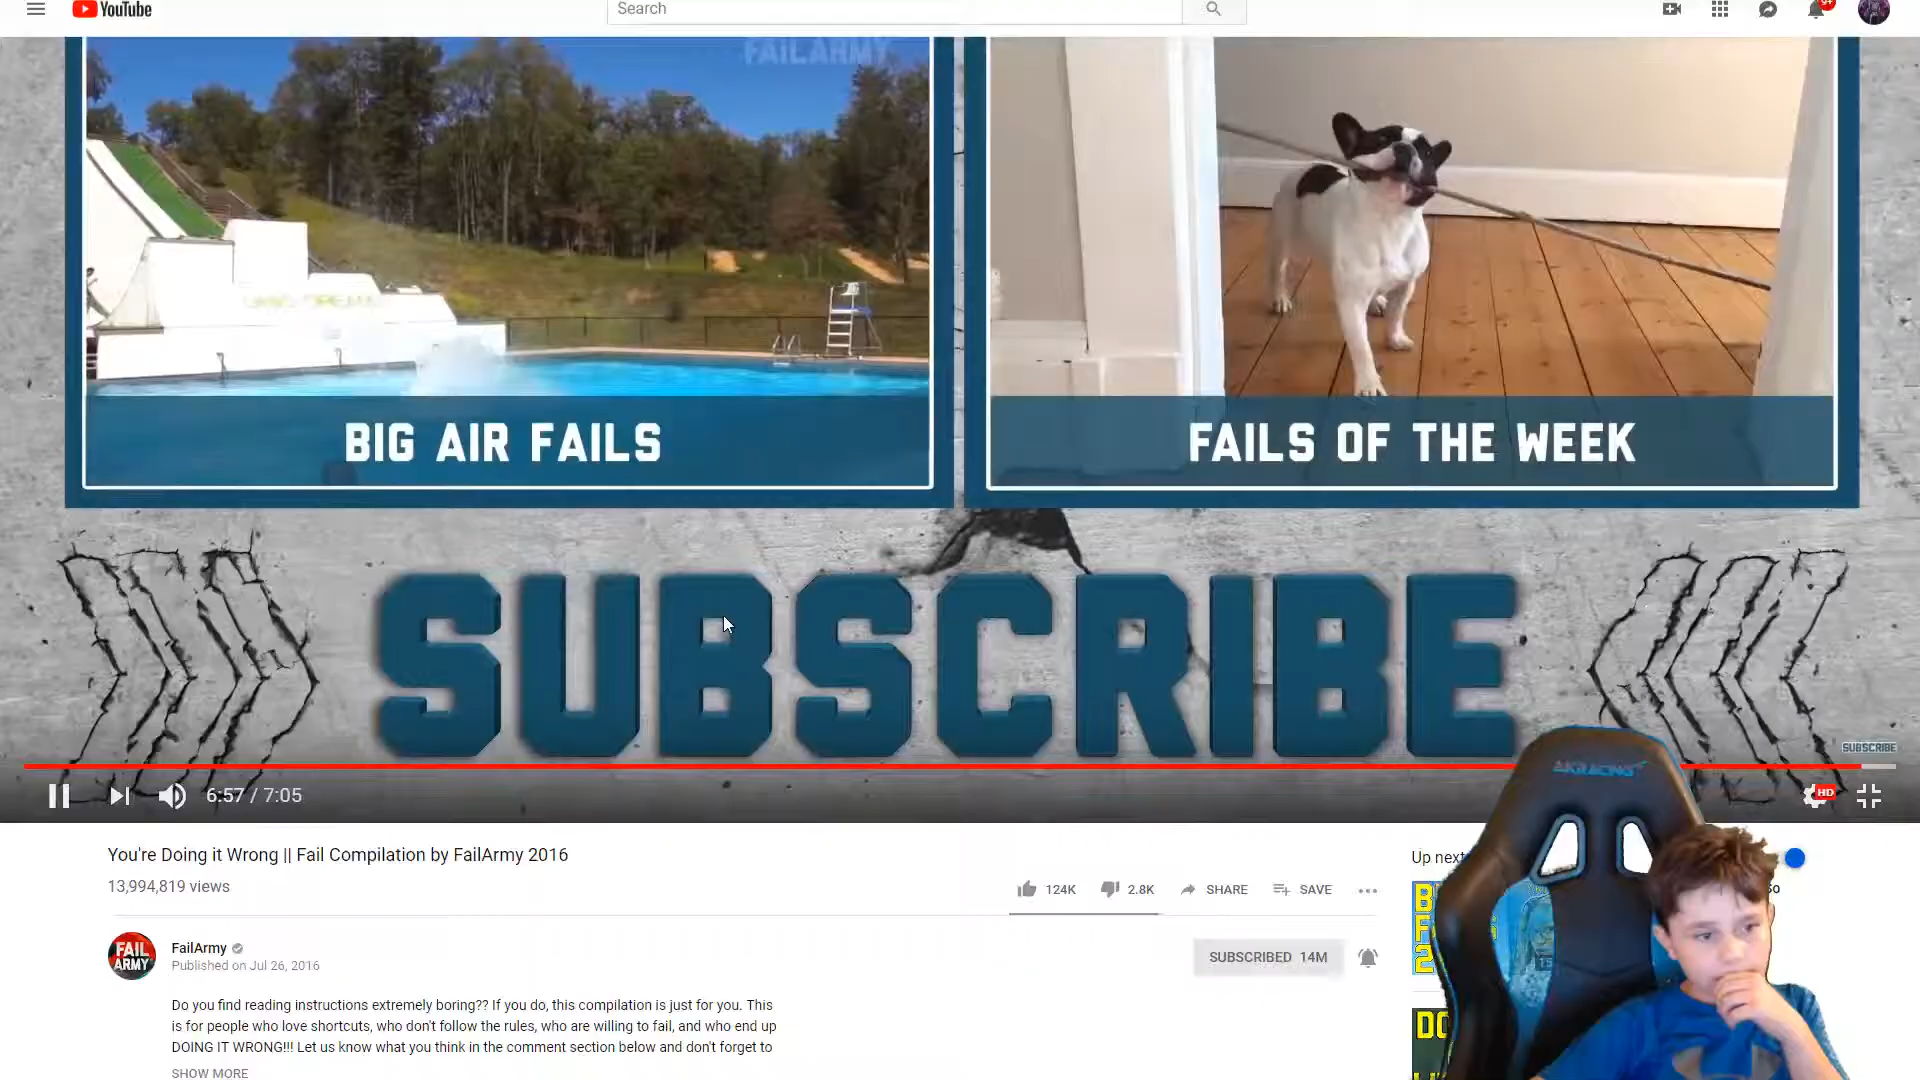 YouTube
Search
9+
FAILARMY
BIG AIR FAILS
FAILS OF THE WEEK
SUBSCRIBE
SUBSCRIBE
6:57 / 7:05
HD
AKRACING
You're Doing it Wrong || Fail Compilation by FailArmy 2016
13,994,819 views
124K
2.8K
SHARE
SAVE
Up next
FAIL
ARMY
FailArmy
Published on Jul 26, 2016
SUBSCRIBED 14M
Do you find reading instructions extremely boring?? If you do, this compilation is just for you. This
is for people who love shortcuts, who don't follow the rules, who are willing to fail, and who end up
DOING IT WRONG!!! Let us know what you think in the comment section below and don't forget to
SHOW MORE